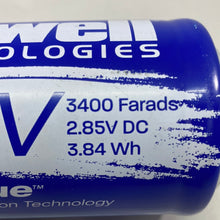 well
OLOGIES
V
3400 Farads
2.85V DC
3.84 Wh
ue™
on Technology